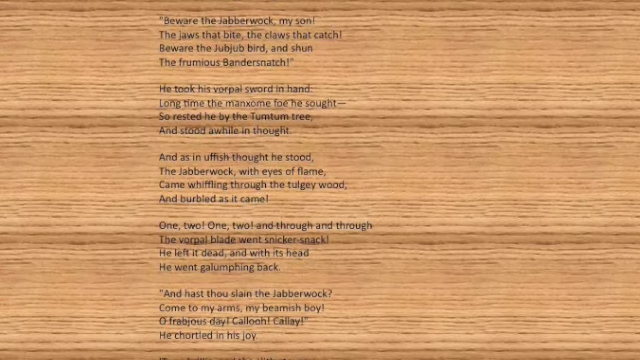 "Beware the Jabberwock, my son!
The jaws that bite, the claws that catch!
Beware the Jubjub bird, and shun
The frumious Bandersnatch!"
He took his vorpal sword in hand:
Long time the manxome foe he sought—
So rested he by the Tumtum tree,
And stood awhile in thought.
And as in uffish thought he stood,
The Jabberwock, with eyes of flame,
Came whiffling through the tulgey wood,
And burbled as it came!
One, two! One, two! and through and through
The vorpal blade went snicker-snack!
He left it dead, and with its head
He went galumphing back.
"And hast thou slain the Jabberwock?
Come to my arms, my beamish boy!
O frabjous day! Callooh! Callay!"
He chortled in his joy.